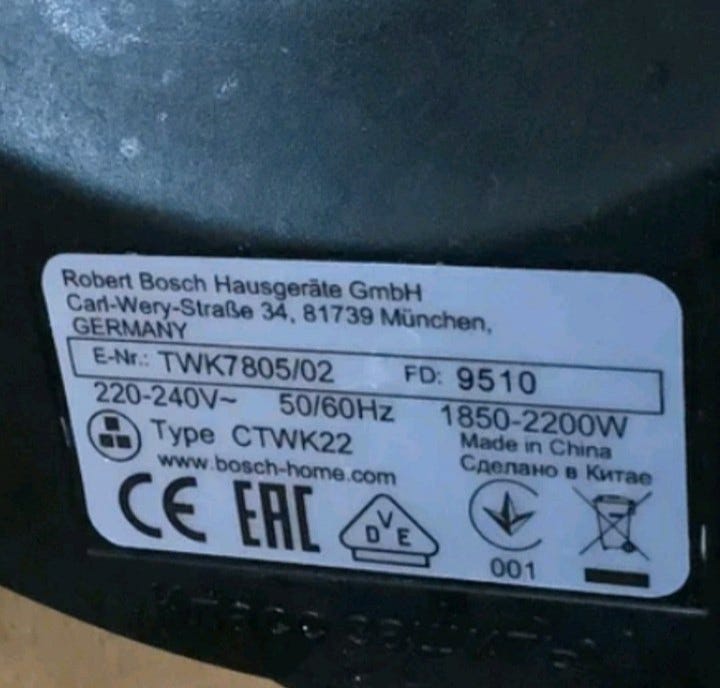 Robert Bosch Hausgeräte GmbH
Carl-Wery-Straße 34, 81739 München,
GERMANY
E-Nr.: TWK7805/02 FD: 9510
220-240V~ 50/60Hz 1850-2200W
Type CTWK22 Made in China
www.bosch-home.com Сделано в Китае
CE EAC DVE
001